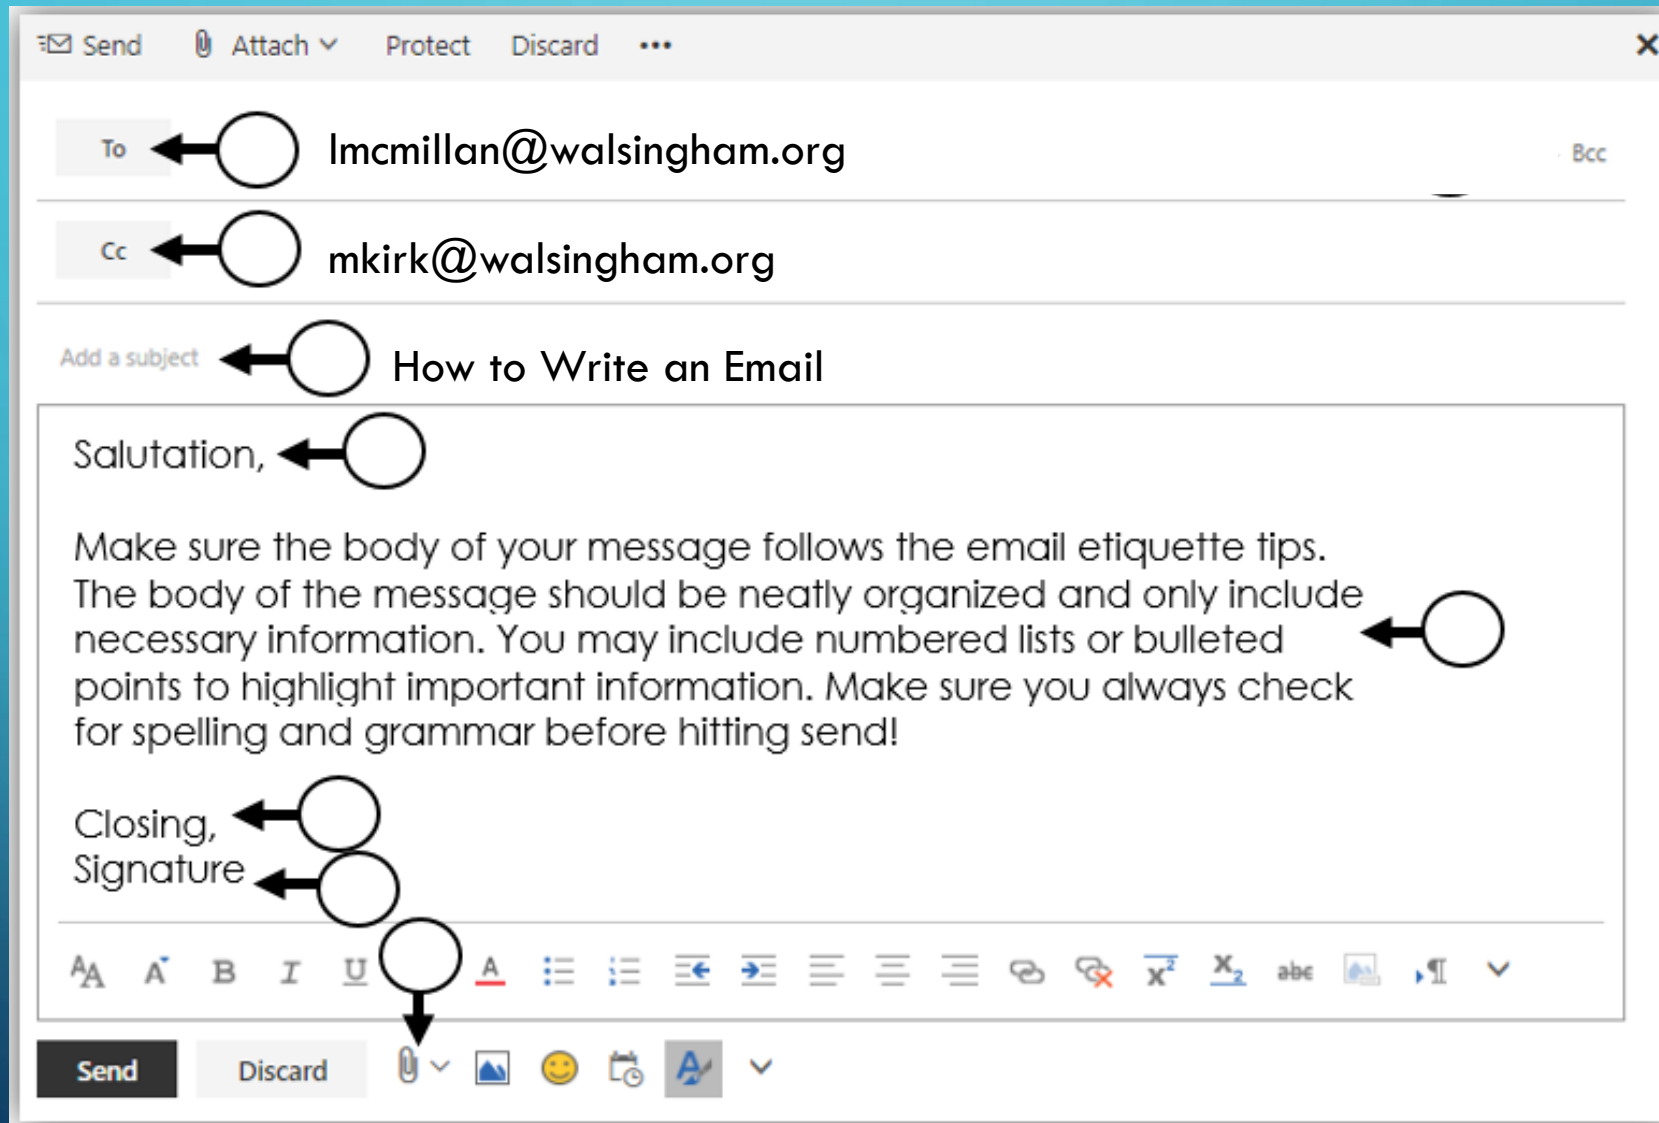 Send Attach Protect Discard •••
To lmcmillan@walsingham.org Bcc
Cc mkirk@walsingham.org
Add a subject How to Write an Email
Salutation,
Make sure the body of your message follows the email etiquette tips.
The body of the message should be neatly organized and only include
necessary information. You may include numbered lists or bulleted
points to highlight important information. Make sure you always check
for spelling and grammar before hitting send!
Closing,
Signature
AA A B I U A X² X₂ abc ¶
Send Discard A